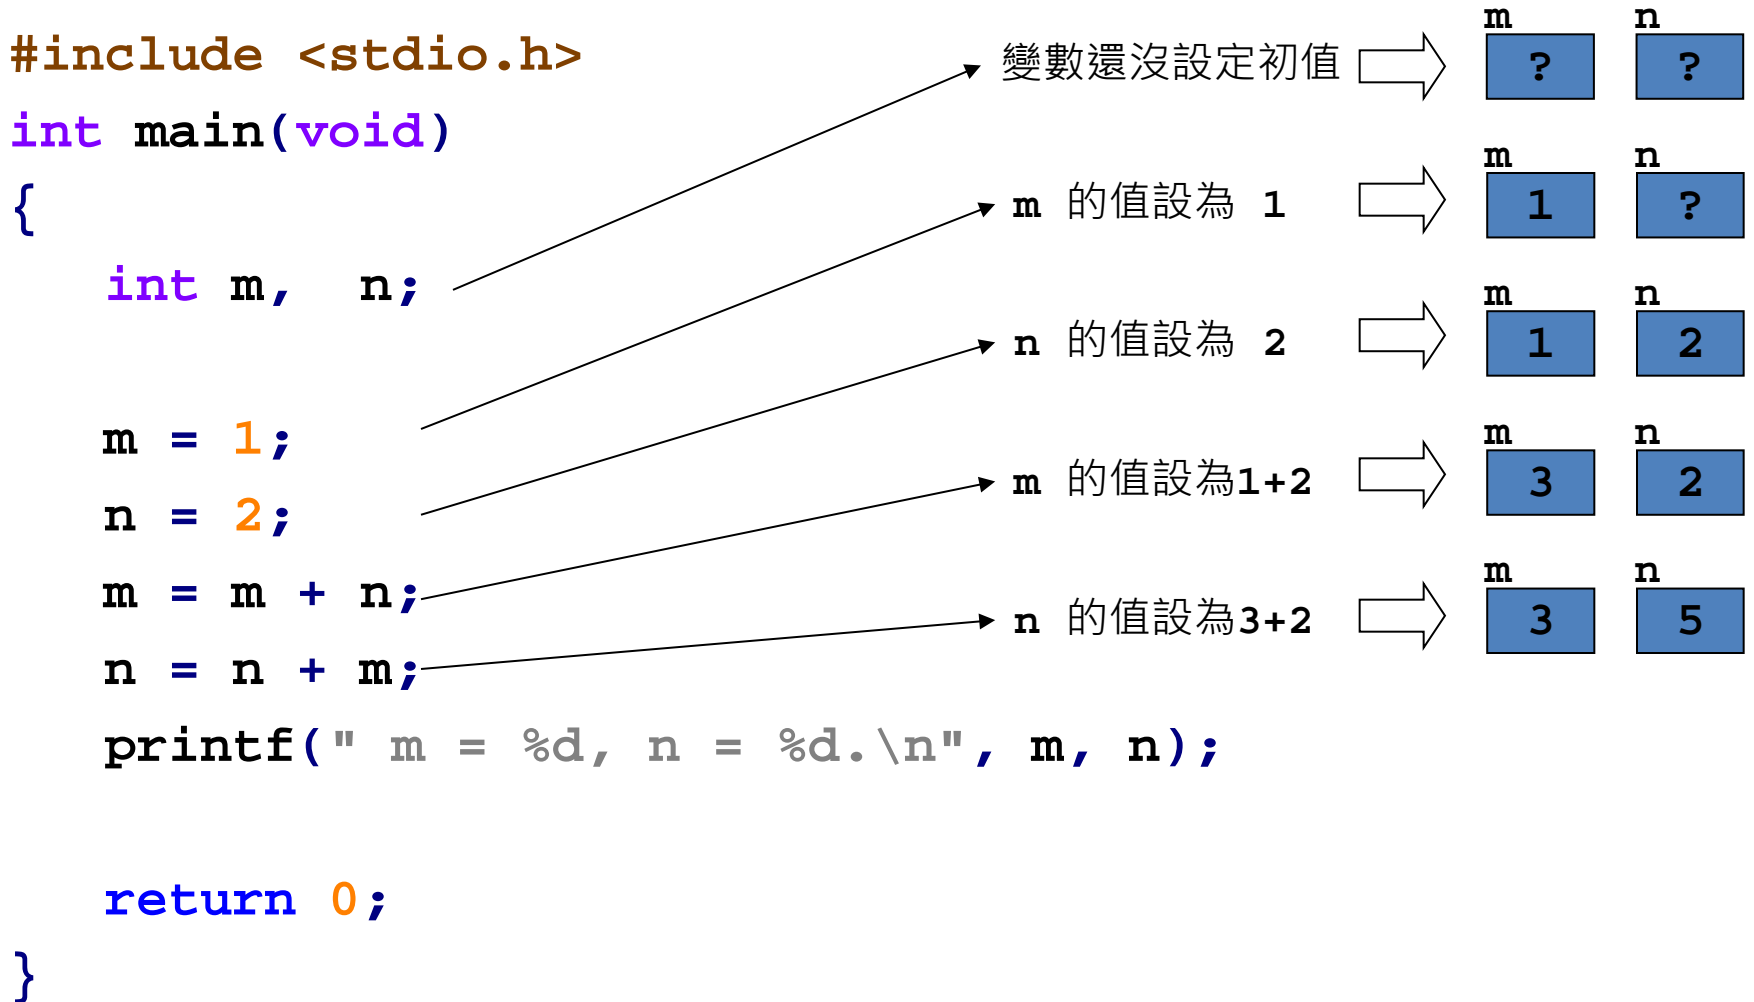 #include <stdio.h>
int main(void)
{
int m,  n;
m = 1;
n = 2;
m = m + n;
n = n + m;
printf(" m = %d, n = %d.\n", m, n);
return 0;
}
變數還沒設定初值
m n
? ?
m 的值設為 1
m n
1 ?
n 的值設為 2
m n
1 2
m 的值設為1+2
m n
3 2
n 的值設為3+2
m n
3 5